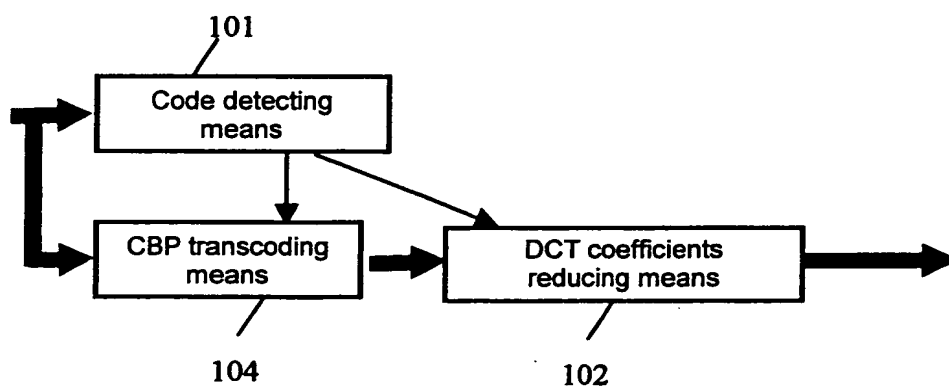 101
Code detecting
means
CBP transcoding
means
DCT coefficients
reducing means
104
102